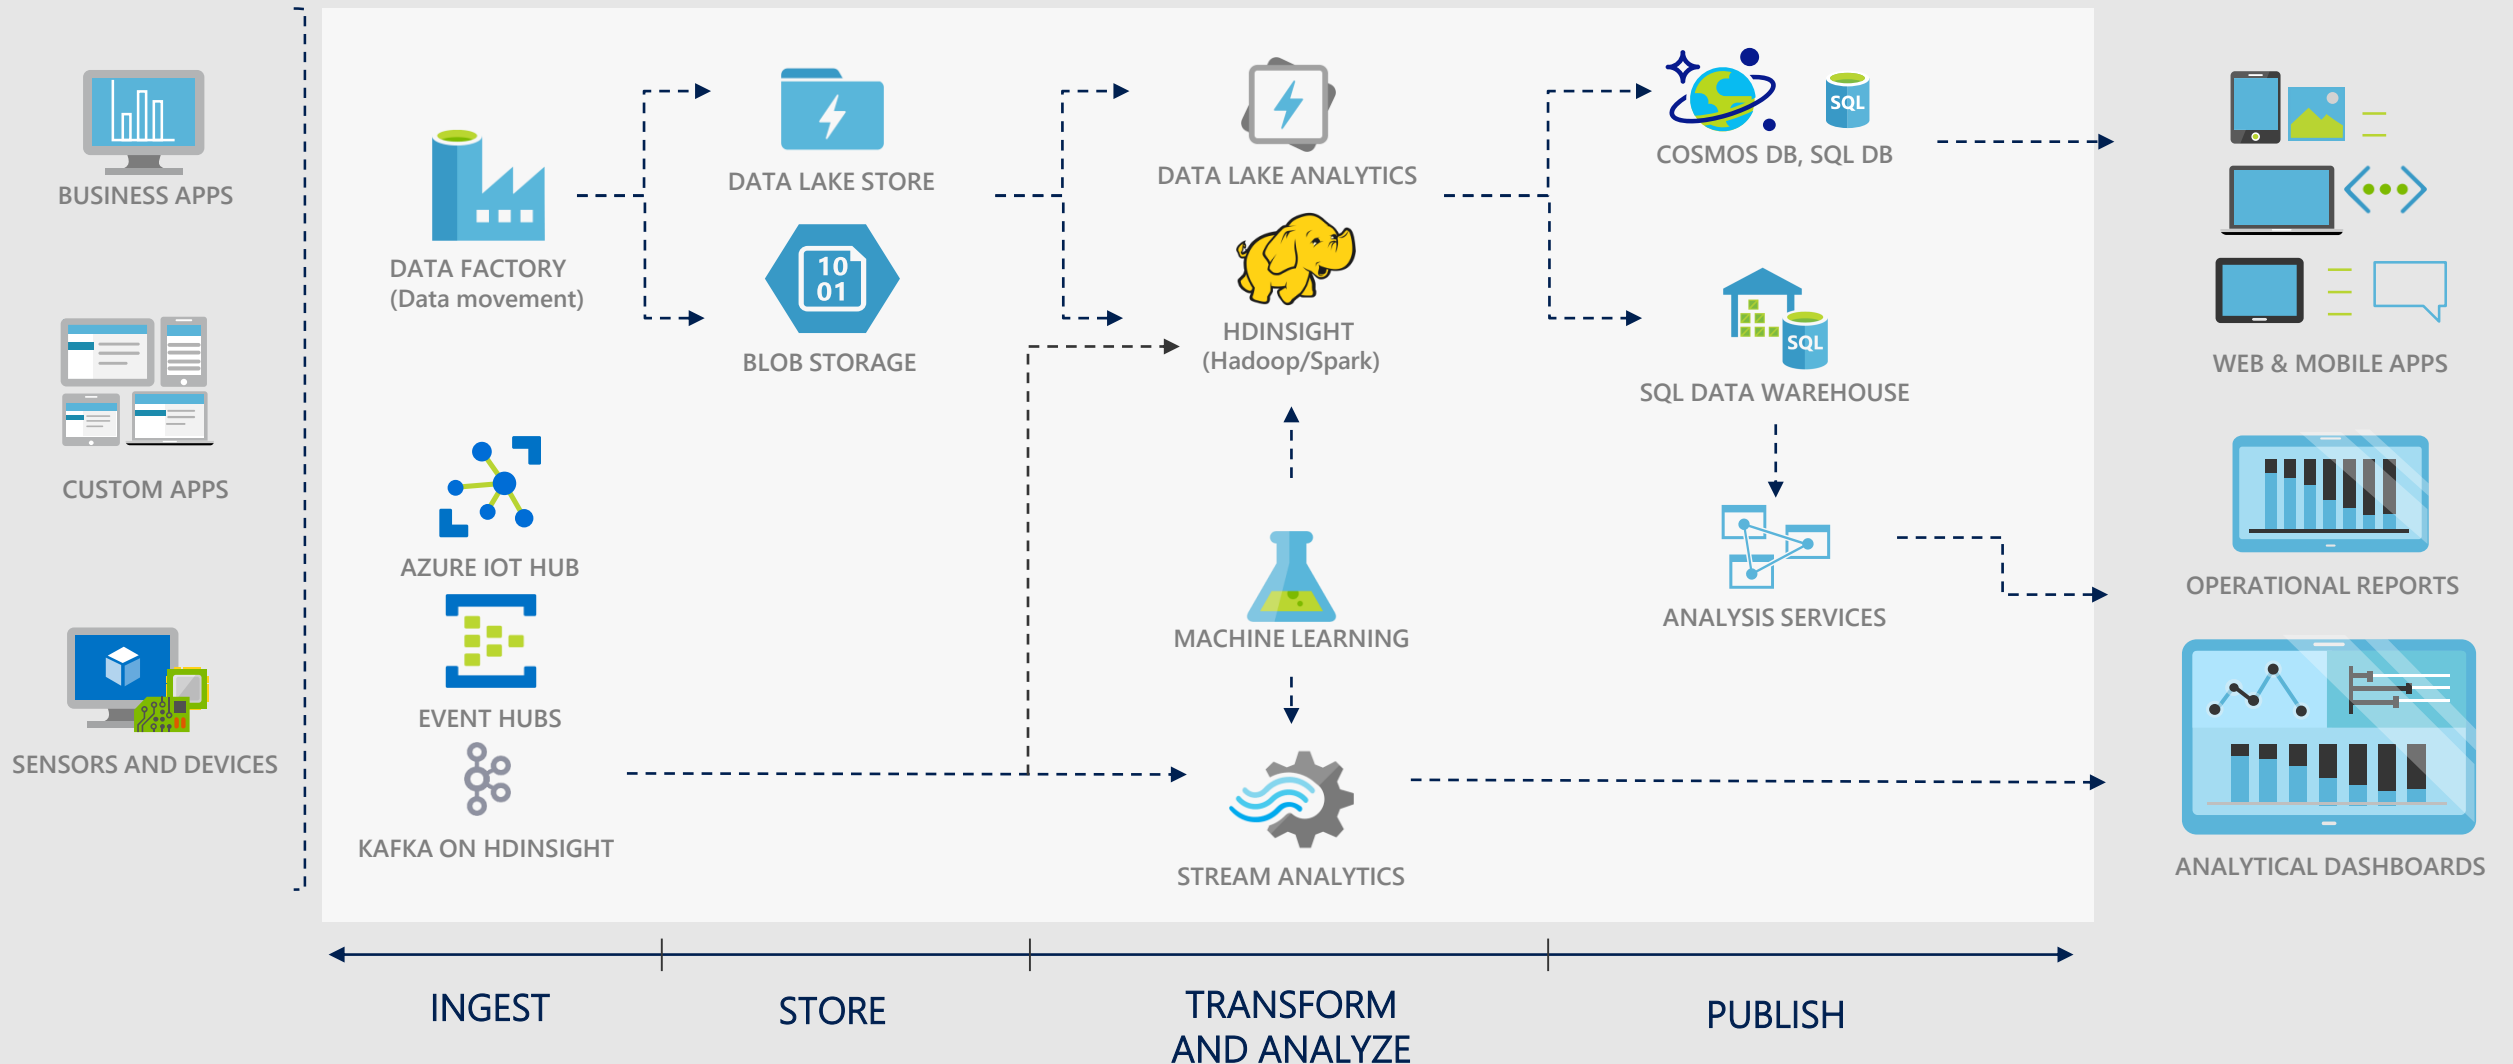 BUSINESS APPS
CUSTOM APPS
SENSORS AND DEVICES
DATA FACTORY
(Data movement)
AZURE IOT HUB
EVENT HUBS
KAFKA ON HDINSIGHT
DATA LAKE STORE
10
01
BLOB STORAGE
DATA LAKE ANALYTICS
HDINSIGHT
(Hadoop/Spark)
MACHINE LEARNING
STREAM ANALYTICS
SQL
COSMOS DB, SQL DB
SQL
SQL DATA WAREHOUSE
ANALYSIS SERVICES
WEB & MOBILE APPS
OPERATIONAL REPORTS
ANALYTICAL DASHBOARDS
INGEST
STORE
TRANSFORM
AND ANALYZE
PUBLISH